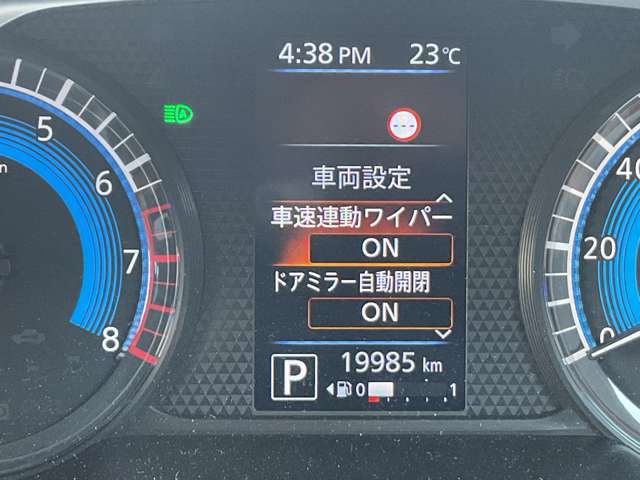 4:38 PM 23℃
5
6
7
8
A
---
車両設定
車速連動ワイパー
ON
ドアミラー自動開閉
ON
P
19985 km
0 1
40
20
0